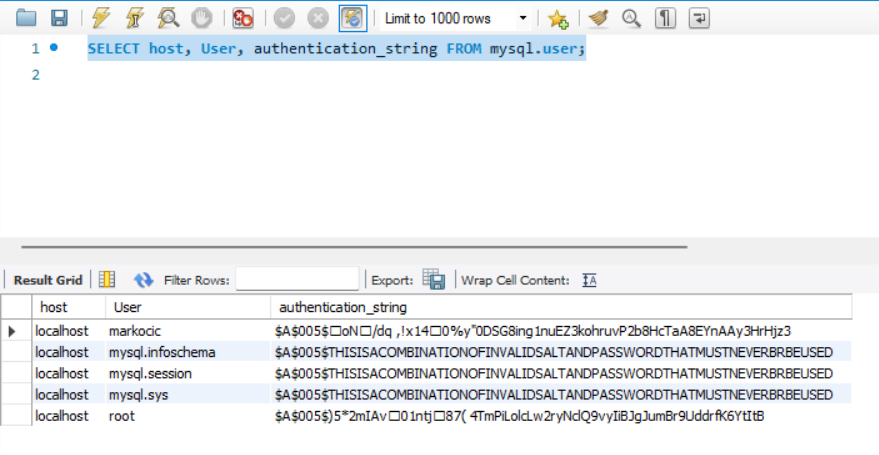 Limit to 1000 rows
1 SELECT host, User, authentication_string FROM mysql.user;
2
Result Grid Filter Rows: Export: Wrap Cell Content: IA
host User authentication_string
localhost markocic $A$005$□oN□/dq ,!x14□0%y"0DSG8ing1nuEZ3kohruvP2b8HcTaA8EYnAAy3HrHjz3
localhost mysql.infoschema $A$005$THISISACOMBINATIONOFINVALIDSALTANDPASSWORDTHATMUSTNEVERBRBEUSED
localhost mysql.session $A$005$THISISACOMBINATIONOFINVALIDSALTANDPASSWORDTHATMUSTNEVERBRBEUSED
localhost mysql.sys $A$005$THISISACOMBINATIONOFINVALIDSALTANDPASSWORDTHATMUSTNEVERBRBEUSED
localhost root $A$005$)5*2mIAv□01ntj□87( 4TmPiLolcLw2ryNclQ9vyIiBJgJumBr9UddrfK6YtItB